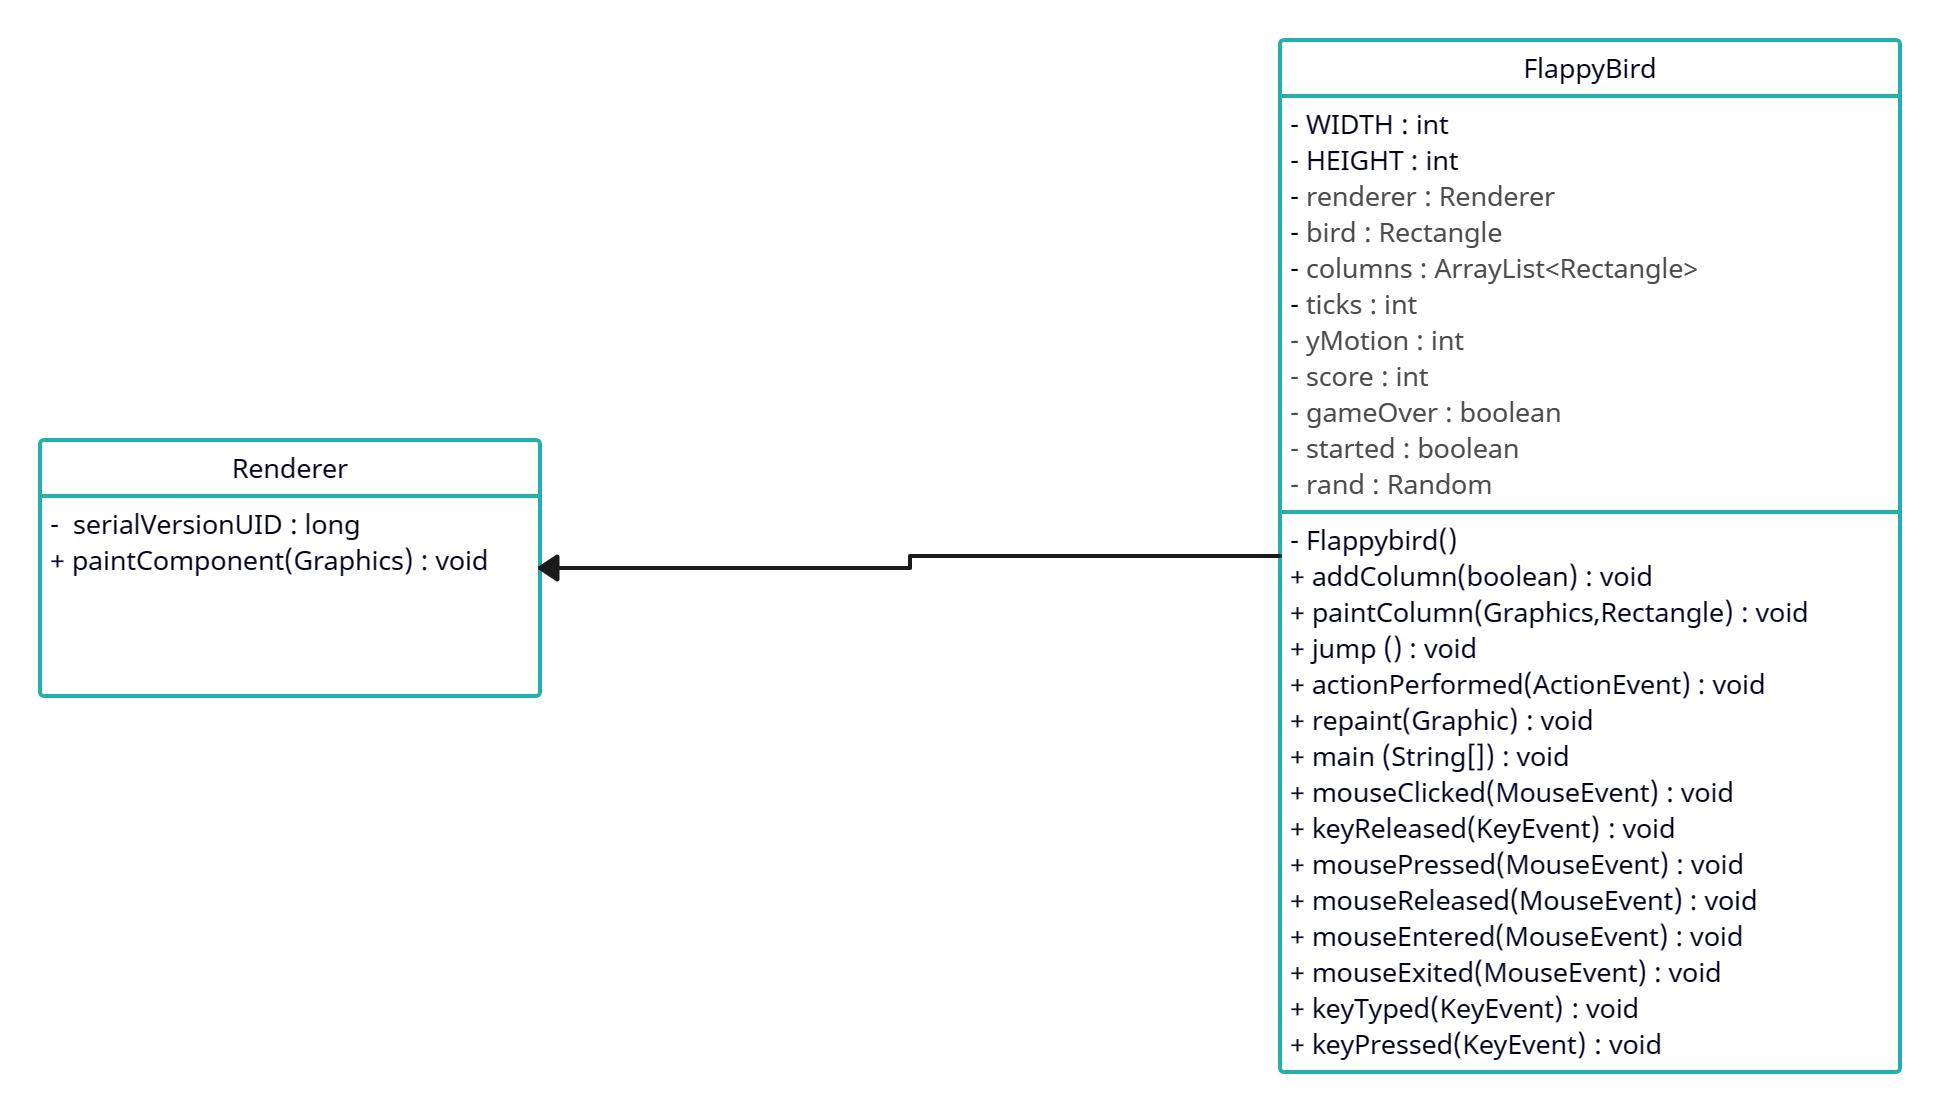 Renderer
-  serialVersionUID : long
+ paintComponent(Graphics) : void
FlappyBird
- WIDTH : int
- HEIGHT : int
- renderer : Renderer
- bird : Rectangle
- columns : ArrayList<Rectangle>
- ticks : int
- yMotion : int
- score : int
- gameOver : boolean
- started : boolean
- rand : Random
- Flappybird()
+ addColumn(boolean) : void
+ paintColumn(Graphics,Rectangle) : void
+ jump () : void
+ actionPerformed(ActionEvent) : void
+ repaint(Graphic) : void
+ main (String[]) : void
+ mouseClicked(MouseEvent) : void
+ keyReleased(KeyEvent) : void
+ mousePressed(MouseEvent) : void
+ mouseReleased(MouseEvent) : void
+ mouseEntered(MouseEvent) : void
+ mouseExited(MouseEvent) : void
+ keyTyped(KeyEvent) : void
+ keyPressed(KeyEvent) : void